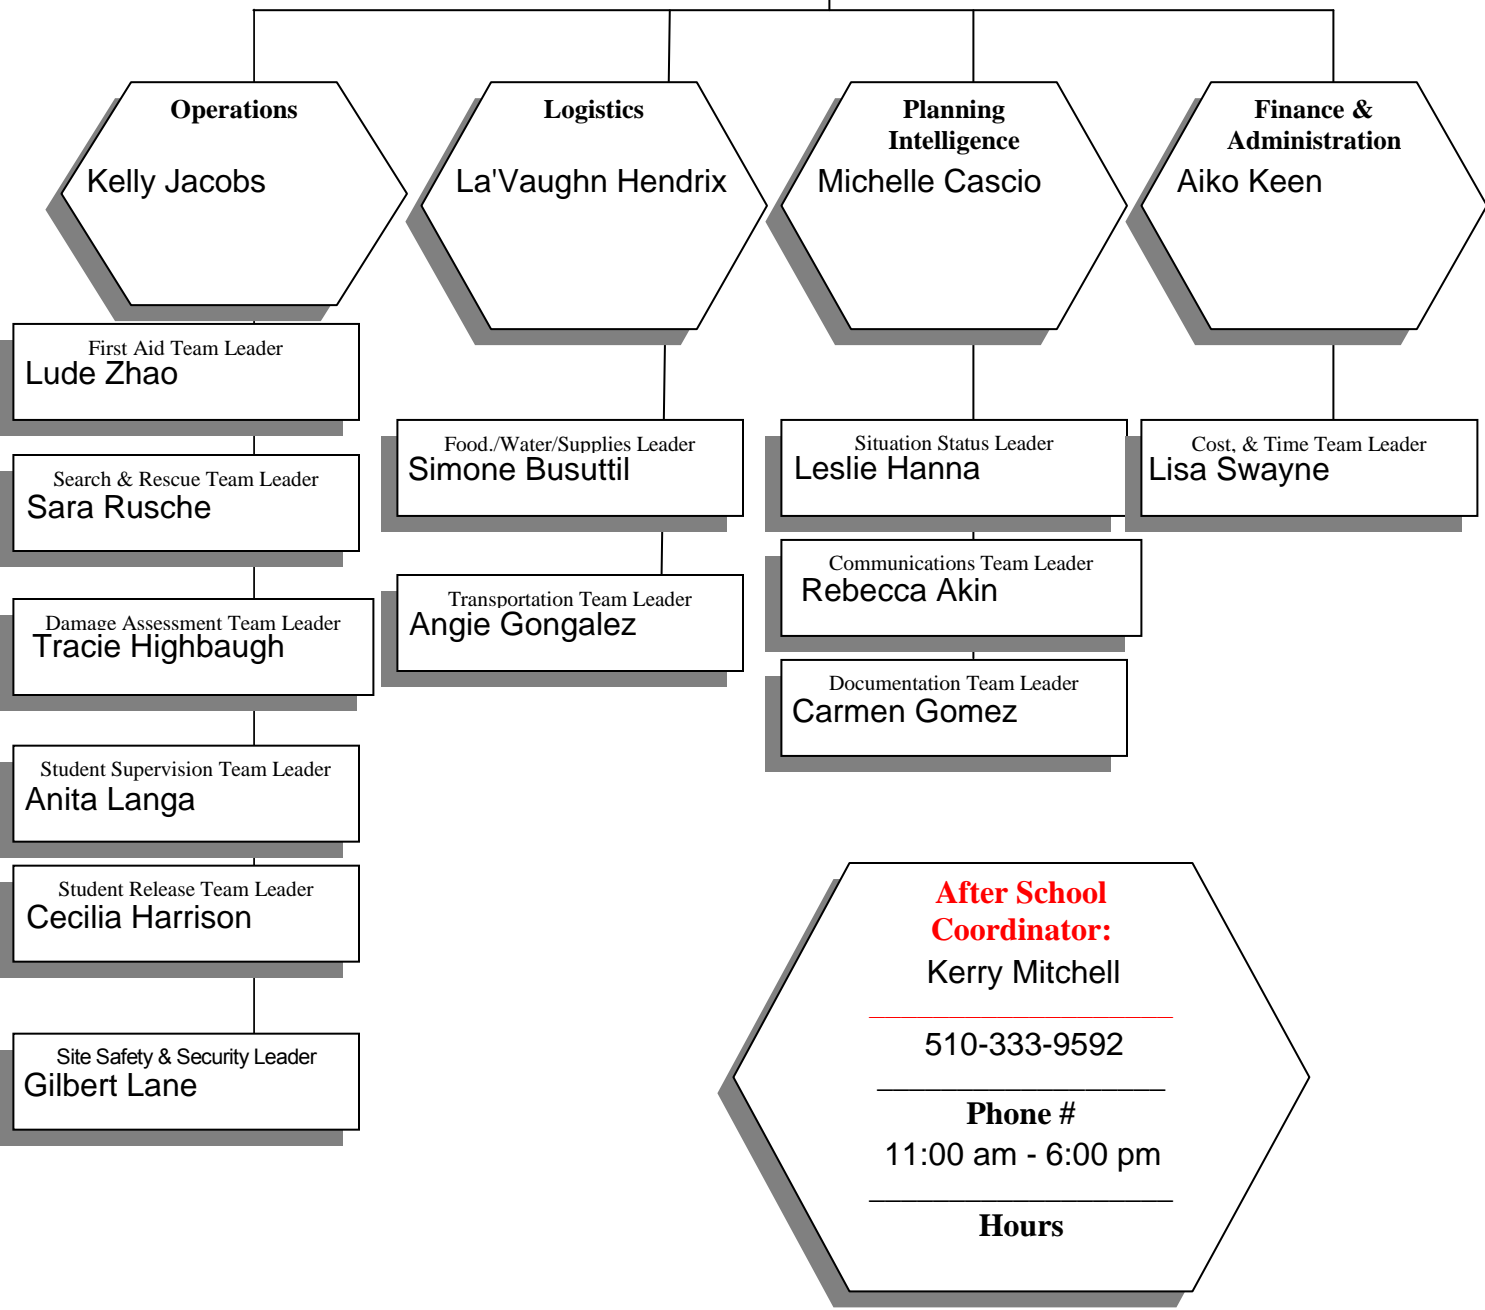 Operations
Kelly Jacobs
Logistics
La'Vaughn Hendrix
Planning
Intelligence
Michelle Cascio
Finance &
Administration
Aiko Keen
First Aid Team Leader
Lude Zhao
Search & Rescue Team Leader
Sara Rusche
Damage Assessment Team Leader
Tracie Highbaugh
Student Supervision Team Leader
Anita Langa
Student Release Team Leader
Cecilia Harrison
Site Safety & Security Leader
Gilbert Lane
Food./Water/Supplies Leader
Simone Busuttil
Transportation Team Leader
Angie Gongalez
Situation Status Leader
Leslie Hanna
Communications Team Leader
Rebecca Akin
Documentation Team Leader
Carmen Gomez
Cost, & Time Team Leader
Lisa Swayne
After School
Coordinator:
Kerry Mitchell
510-333-9592
Phone #
11:00 am - 6:00 pm
Hours